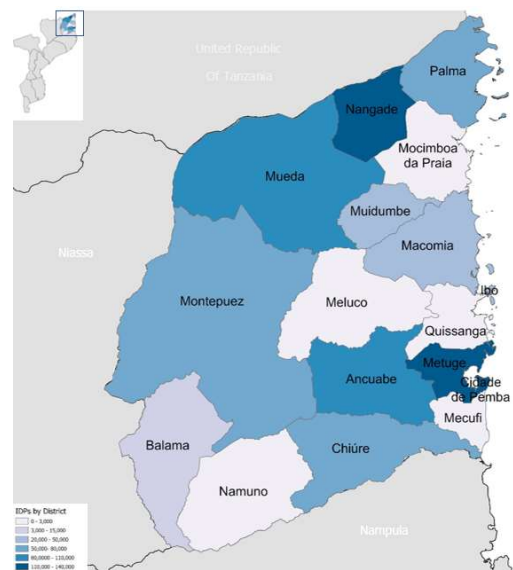 United Republic
Of Tanzania
Palma
Nangade
Mocimboa
da Praia
Mueda
Muidumbe
Macomia
Niassa
Ibo
Montepuez
Meluco
Quissanga
Metuge
Ancuabe
Cidade
de Pemba
Mecufi
Balama
Chiúre
Namuno
Nampula
IDPs by District
0 - 3,000
3,000 - 15,000
20,000 - 50,000
50,000 - 80,000
80,0000 - 110,000
120,000 - 140,000